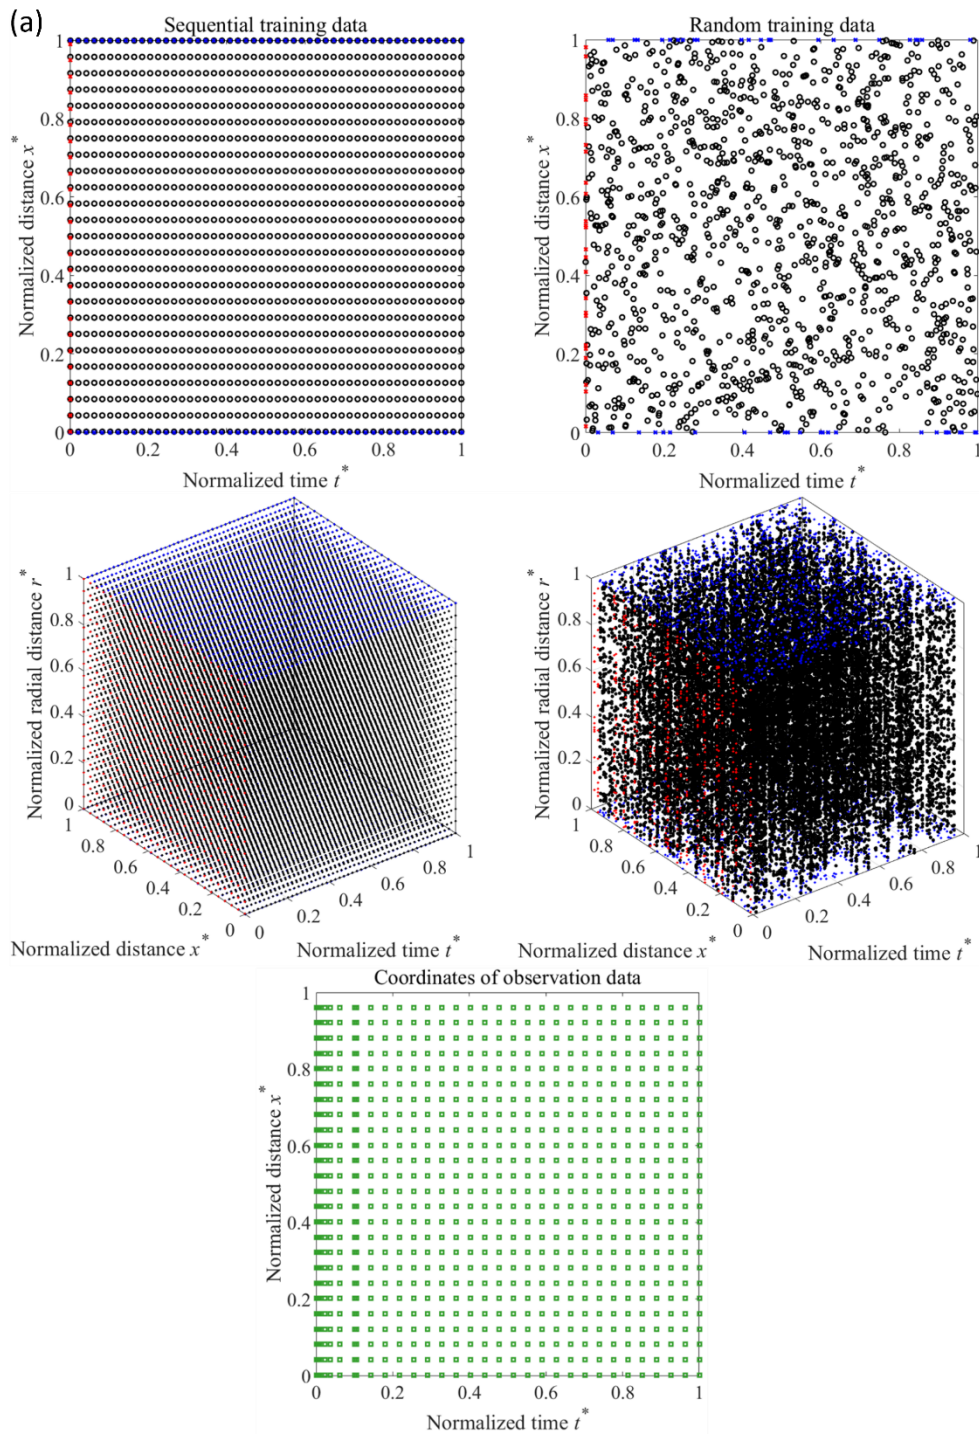 (a)
Sequential training data
Random training data
Normalized distance x*
1
0.8
0.6
0.4
0.2
0
0 0.2 0.4 0.6 0.8 1
Normalized time t*
Normalized distance x*
1
0.8
0.6
0.4
0.2
0
0 0.2 0.4 0.6 0.8 1
Normalized time t*
Normalized radial distance r*
1
0.8
0.6
0.4
0.2
0
1
0.8
0.6
0.4
0.2
0
0
0.2
0.4
0.6
0.8
1
Normalized distance x*
Normalized time t*
Normalized radial distance r*
1
0.8
0.6
0.4
0.2
0
1
0.8
0.6
0.4
0.2
0
0
0.2
0.4
0.6
0.8
1
Normalized distance x*
Normalized time t*
Coordinates of observation data
Normalized distance x*
1
0.8
0.6
0.4
0.2
0
0 0.2 0.4 0.6 0.8 1
Normalized time t*